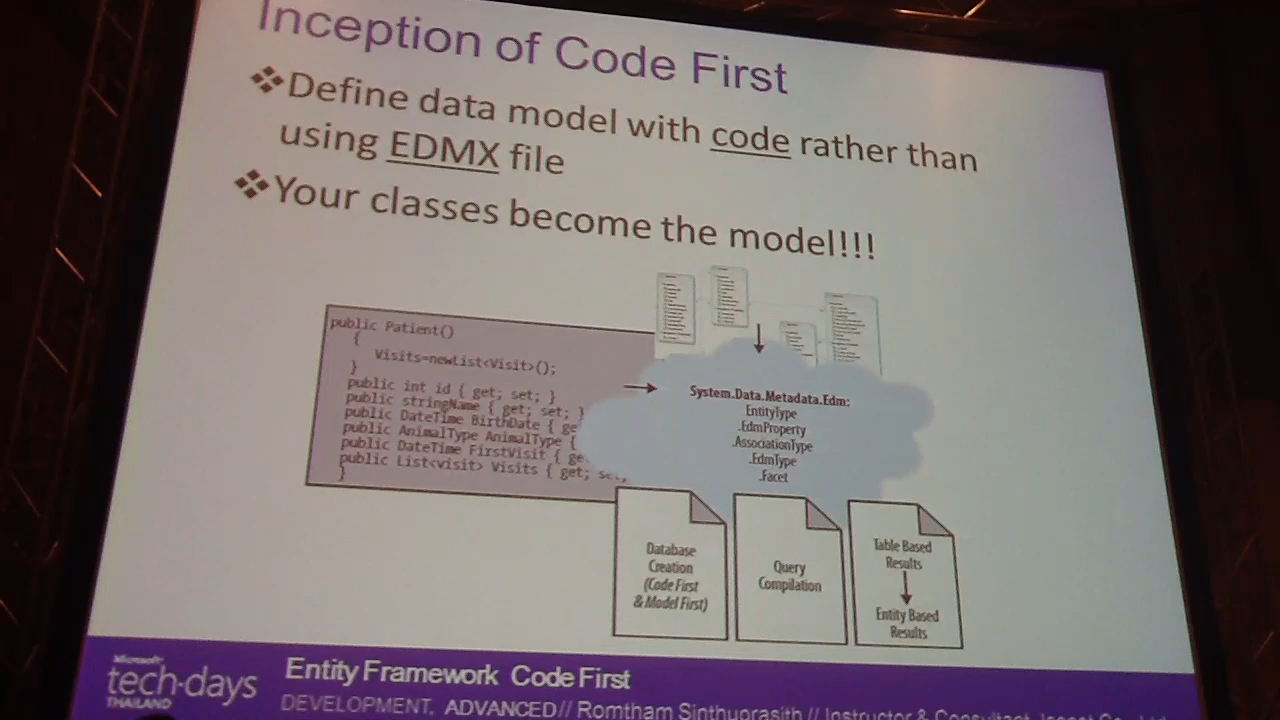 Inception of Code First
❖Define data model with code rather than
using EDMX file
❖Your classes become the model!!!
public Patient()
{
Visits=newList<Visit>();
}
public int id { get; set; }
public stringName { get; set; }
public DateTime BirthDate { ge
public AnimalType AnimalType {
public DateTime FirstVisit { ge
public List<visit> Visits { get; set;
}
System.Data.Metadata.Edm:
EntityType
.EdmProperty
.AssociationType
.EdmType
.Facet
Database
Creation
(Code First
& Model First)
Query
Compilation
Table Based
Results
Entity Based
Results
Microsoft
tech·days
THAILAND
Entity Framework Code First
DEVELOPMENT, ADVANCED// Romtham Sinthuprasith // Instructor & Consultant,